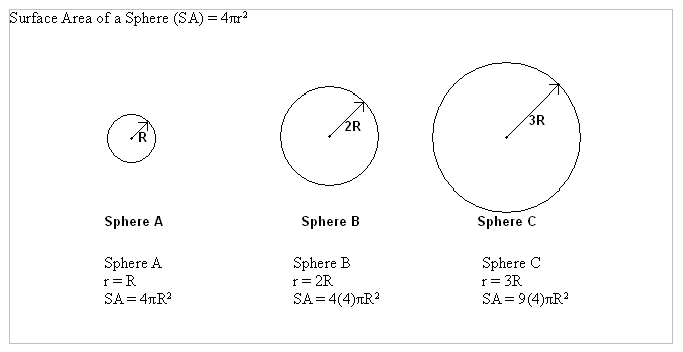 Surface Area of a Sphere (SA) = 4πr²
R
2R
3R
Sphere A
Sphere B
Sphere C
Sphere A
r = R
SA = 4πR²
Sphere B
r = 2R
SA = 4(4)πR²
Sphere C
r = 3R
SA = 9(4)πR²